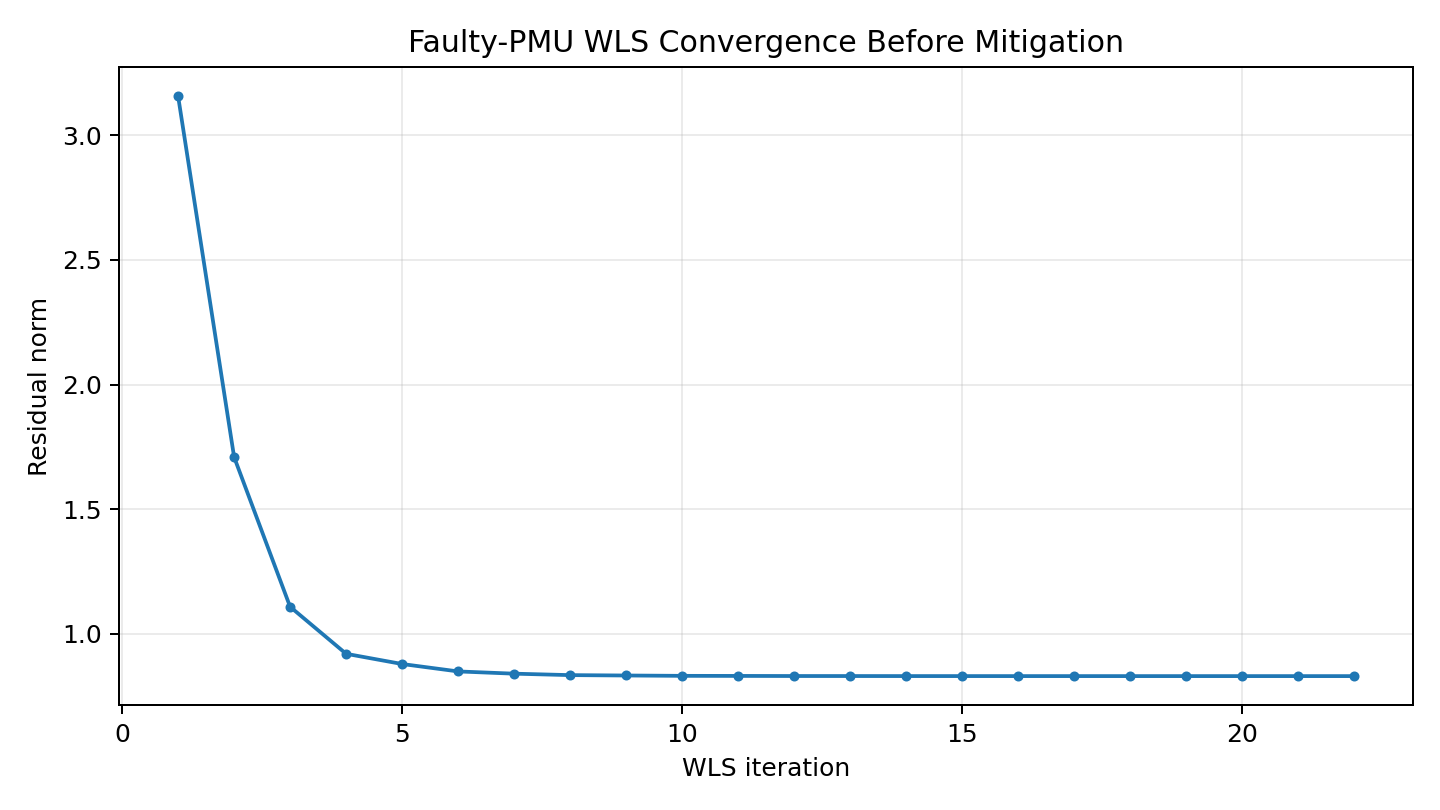 Faulty-PMU WLS Convergence Before Mitigation
3.0
2.5
2.0
1.5
1.0
Residual norm
0 5 10 15 20
WLS iteration